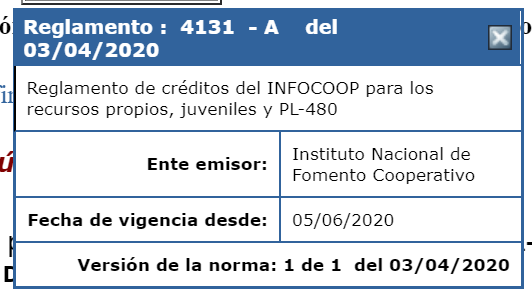 Reglamento : 4131 - A del
03/04/2020
Reglamento de créditos del INFOCOOP para los
recursos propios, juveniles y PL-480
Ente emisor:
Instituto Nacional de
Fomento Cooperativo
Fecha de vigencia desde: 05/06/2020
Versión de la norma: 1 de 1 del 03/04/2020